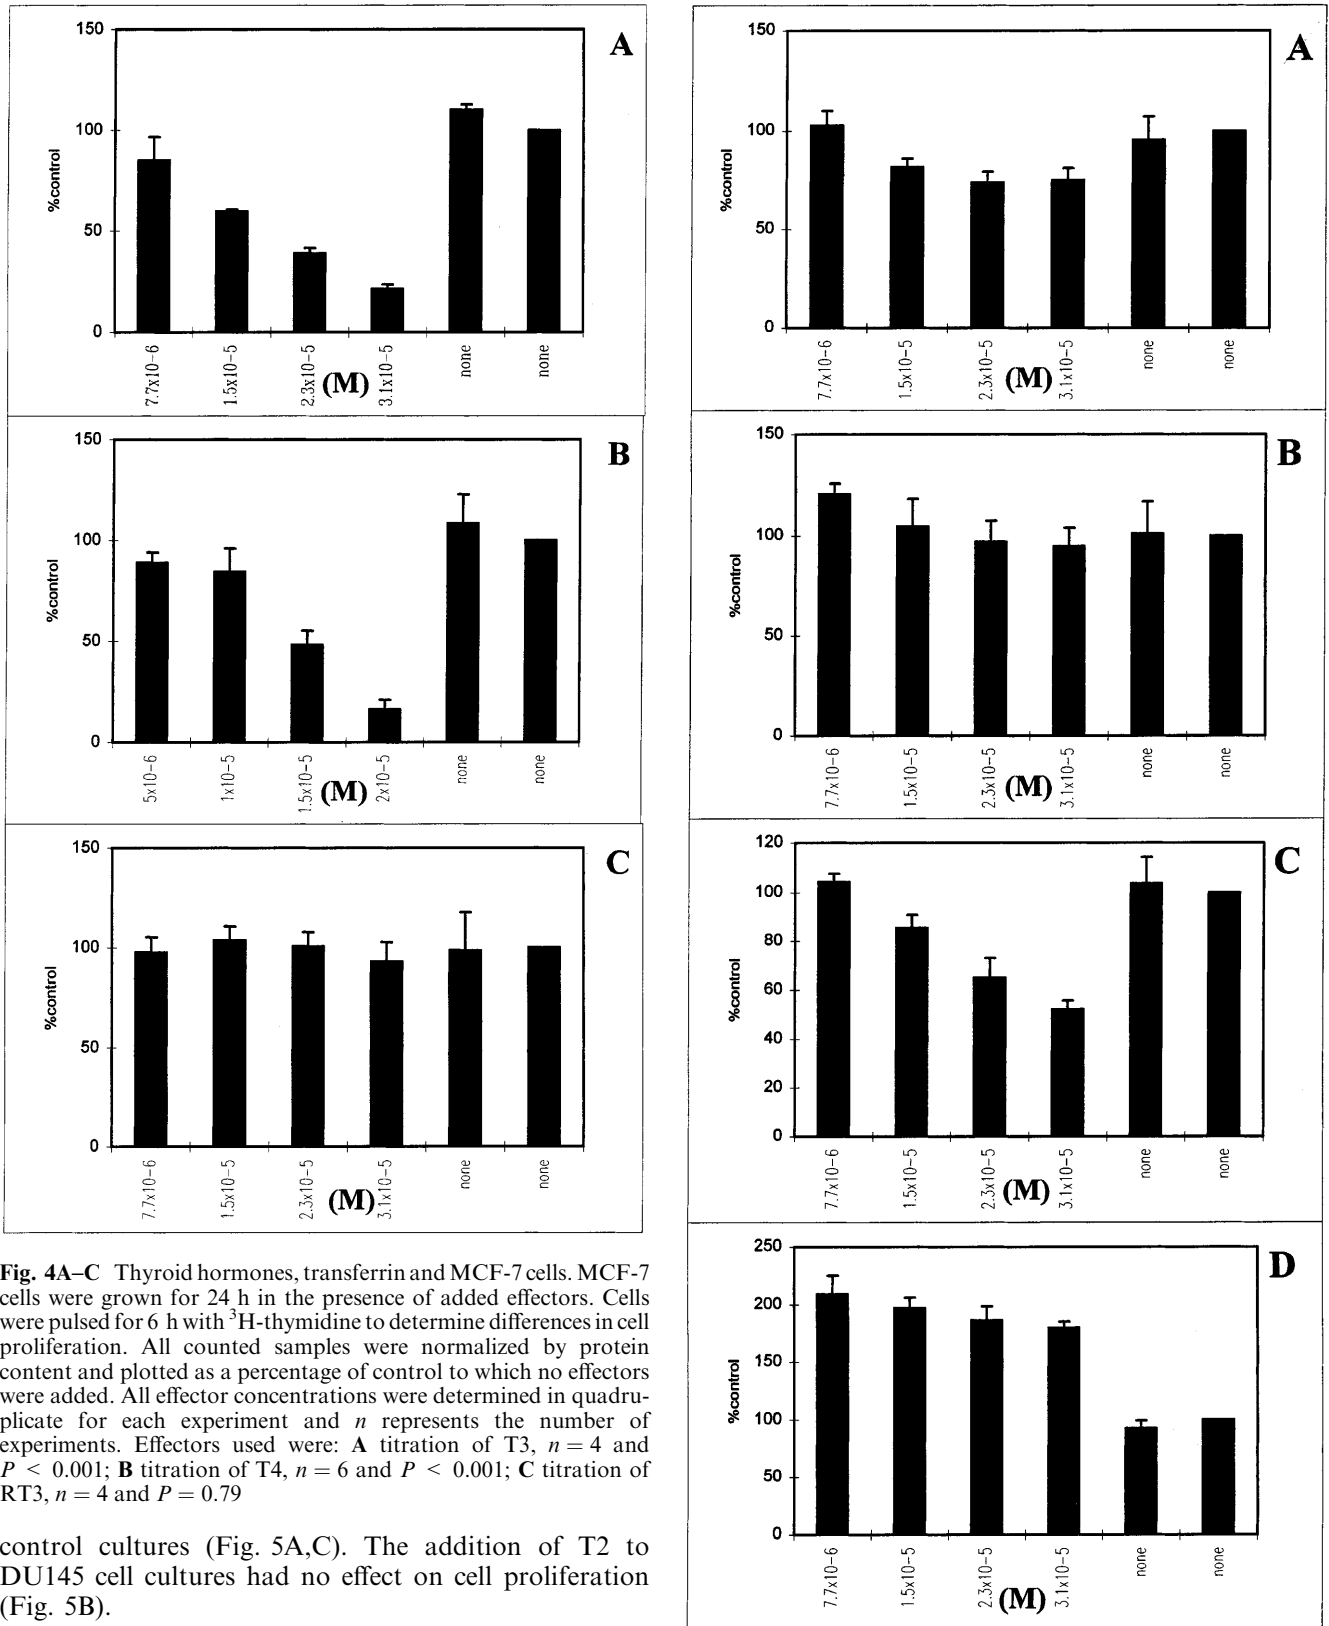 A
150
100
50
0
%control
7.7x10-6
1.5x10-5
2.3x10-5
(M)
3.1x10-5
none
none
B
150
100
50
0
%control
5x10-6
1x10-5
1.5x10-5
(M)
2x10-5
none
none
C
150
100
50
0
%control
7.7x10-6
1.5x10-5
2.3x10-5
(M)
3.1x10-5
none
none
Fig. 4A–C Thyroid hormones, transferrin and MCF-7 cells. MCF-7
cells were grown for 24 h in the presence of added effectors. Cells
were pulsed for 6 h with ³H-thymidine to determine differences in cell
proliferation. All counted samples were normalized by protein
content and plotted as a percentage of control to which no effectors
were added. All effector concentrations were determined in quadru-
plicate for each experiment and n represents the number of
experiments. Effectors used were: A titration of T3, n = 4 and
P < 0.001; B titration of T4, n = 6 and P < 0.001; C titration of
RT3, n = 4 and P = 0.79
control cultures (Fig. 5A,C). The addition of T2 to
DU145 cell cultures had no effect on cell proliferation
(Fig. 5B).
A
150
100
50
0
%control
7.7x10-6
1.5x10-5
2.3x10-5
(M)
3.1x10-5
none
none
B
150
100
50
0
%control
7.7x10-6
1.5x10-5
2.3x10-5
(M)
3.1x10-5
none
none
C
120
100
80
60
40
20
0
%control
7.7x10-6
1.5x10-5
2.3x10-5
(M)
3.1x10-5
none
none
D
250
200
150
100
50
0
%control
7.7x10-6
1.5x10-5
2.3x10-5
(M)
3.1x10-5
none
none